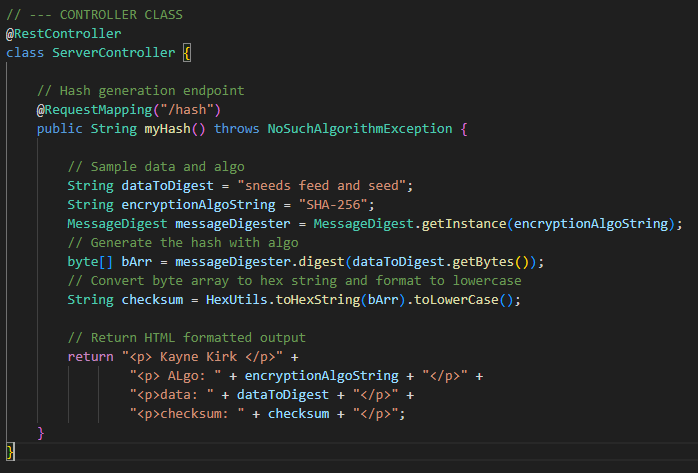 // --- CONTROLLER CLASS
@RestController
class ServerController {
// Hash generation endpoint
@RequestMapping("/hash")
public String myHash() throws NoSuchAlgorithmException {
// Sample data and algo
String dataToDigest = "sneeds feed and seed";
String encryptionAlgoString = "SHA-256";
MessageDigest messageDigester = MessageDigest.getInstance(encryptionAlgoString);
// Generate the hash with algo
byte[] bArr = messageDigester.digest(dataToDigest.getBytes());
// Convert byte array to hex string and format to lowercase
String checksum = HexUtils.toHexString(bArr).toLowerCase();
// Return HTML formatted output
return "<p> Kayne Kirk </p>" +
"<p> ALgo: " + encryptionAlgoString + "</p>" +
"<p>data: " + dataToDigest + "</p>" +
"<p>checksum: " + checksum + "</p>";
}
}